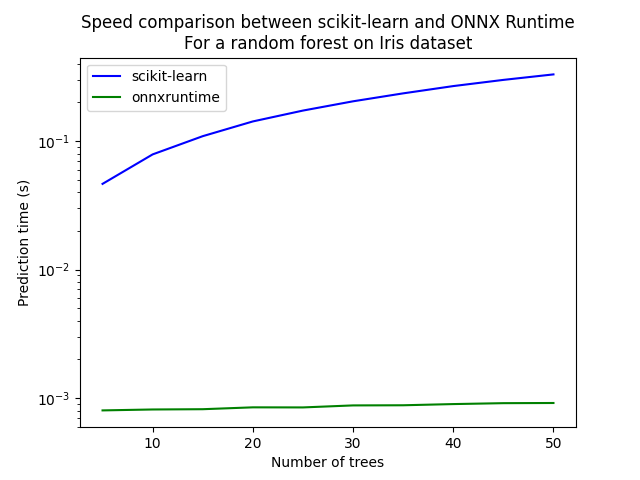 Speed comparison between scikit-learn and ONNX Runtime
For a random forest on Iris dataset
scikit-learn
onnxruntime
Prediction time (s)
10⁻¹
10⁻²
10⁻³
10 20 30 40 50
Number of trees